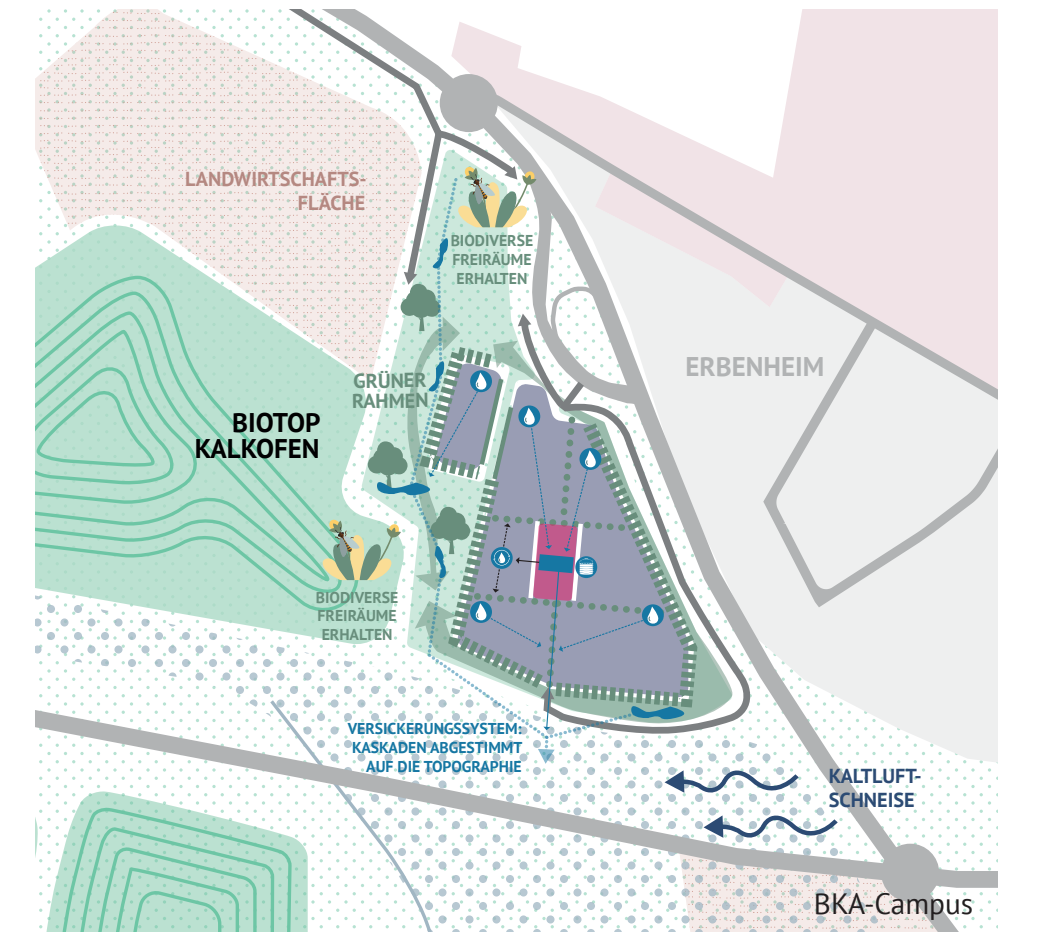 LANDWIRTSCHAFTS-
FLÄCHE
BIODIVERSE
FREIRÄUME
ERHALTEN
ERBENHEIM
GRÜNER
RAHMEN
BIOTOP
KALKOFEN
BIODIVERSE
FREIRÄUME
ERHALTEN
VERSICKERUNGSSYSTEM:
KASKADEN ABGESTIMMT
AUF DIE TOPOGRAPHIE
KALTLUFT-
SCHNEISE
BKA-Campus